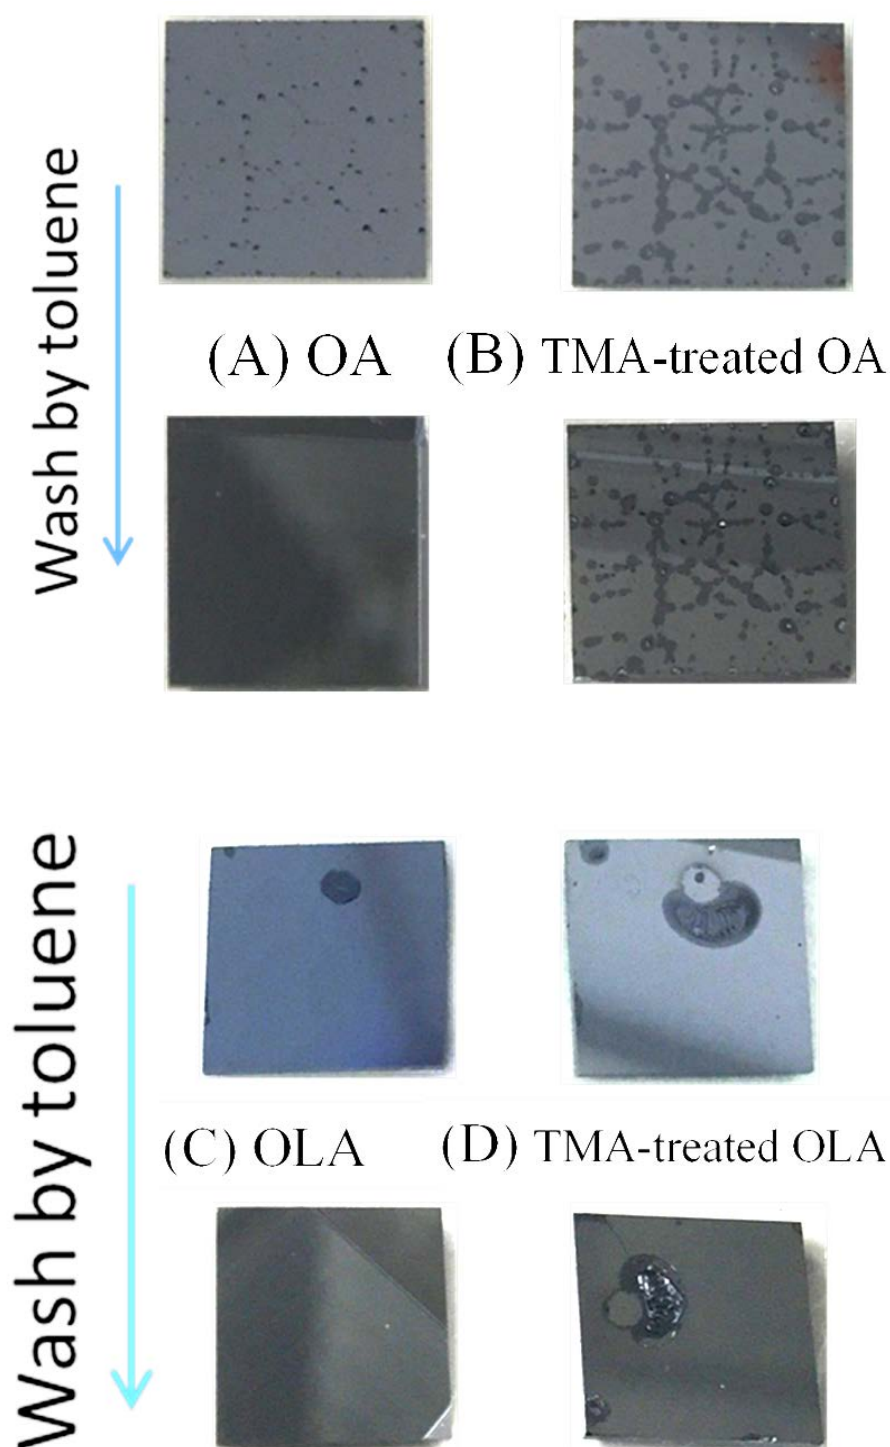 Wash by toluene
(A) OA
(B) TMA-treated OA
Wash by toluene
(C) OLA
(D) TMA-treated OLA